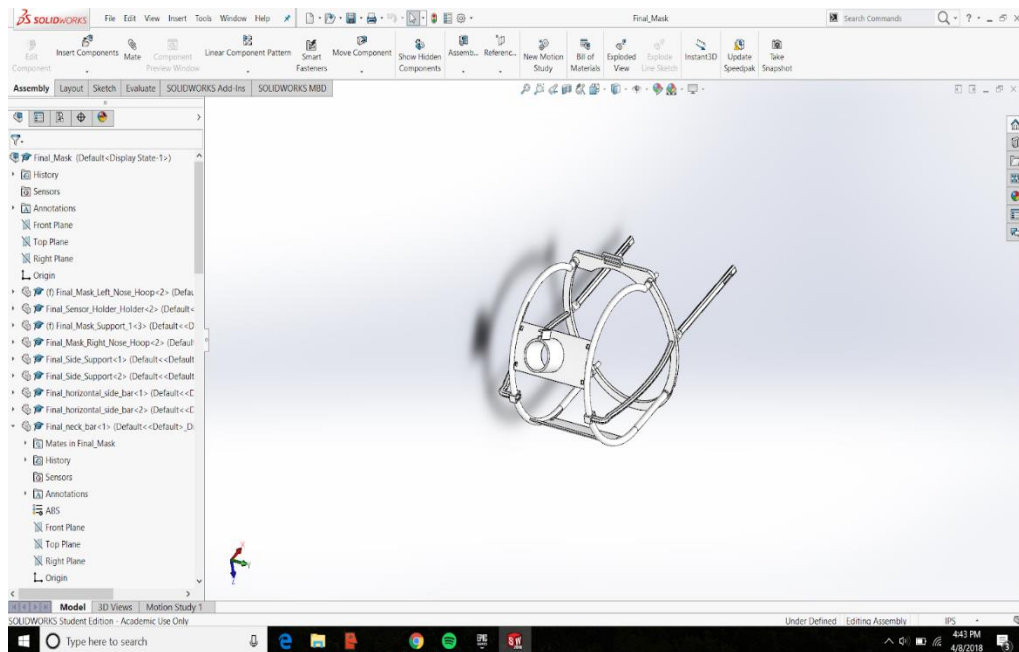 SOLIDWORKS File Edit View Insert Tools Window Help Final_Mask Search Commands
Edit Component Insert Components Mate Component Preview Window Linear Component Pattern Smart Fasteners Move Component Show Hidden Components Assemb... Referenc... New Motion Study Bill of Materials Exploded View Explode Line Sketch Instant3D Update Speedpak Take Snapshot
Assembly Layout Sketch Evaluate SOLIDWORKS Add-Ins SOLIDWORKS MBD
Final_Mask (Default<Display State-1>)
History
Sensors
Annotations
Front Plane
Top Plane
Right Plane
Origin
(f) Final_Mask_Left_Nose_Hoop<2> (Defau
Final_Sensor_Holder_Holder<2> (Default<
(f) Final_Mask_Support_1<3> (Default<<D
Final_Mask_Right_Nose_Hoop<2> (Default
Final_Side_Support<1> (Default<<Default
Final_Side_Support<2> (Default<<Default
Final_horizontal_side_bar<1> (Default<<D
Final_horizontal_side_bar<2> (Default<<D
Final_neck_bar<1> (Default<<Default>_Di
Mates in Final_Mask
History
Sensors
Annotations
ABS
Front Plane
Top Plane
Right Plane
Origin
Model 3D Views Motion Study 1
SOLIDWORKS Student Edition - Academic Use Only Under Defined Editing Assembly IPS
Type here to search 4:43 PM
4/8/2018